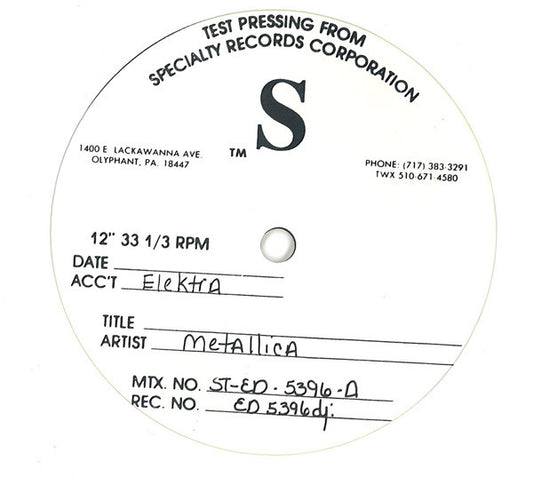 TEST PRESSING FROM
SPECIALTY RECORDS CORPORATION
S
TM
1400 E. LACKAWANNA AVE.
OLYPHANT, PA. 18447
PHONE: (717) 383-3291
TWX 510-671-4580
12" 33 1/3 RPM
DATE
ACC'T Elektra
TITLE
ARTIST Metallica
MTX. NO. ST-ED-5396-A
REC. NO. ED 5396dj.